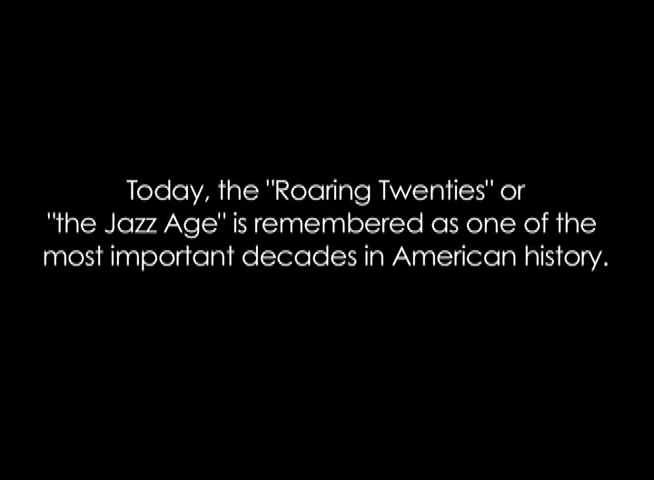 Today, the "Roaring Twenties" or
"the Jazz Age" is remembered as one of the
most important decades in American history.